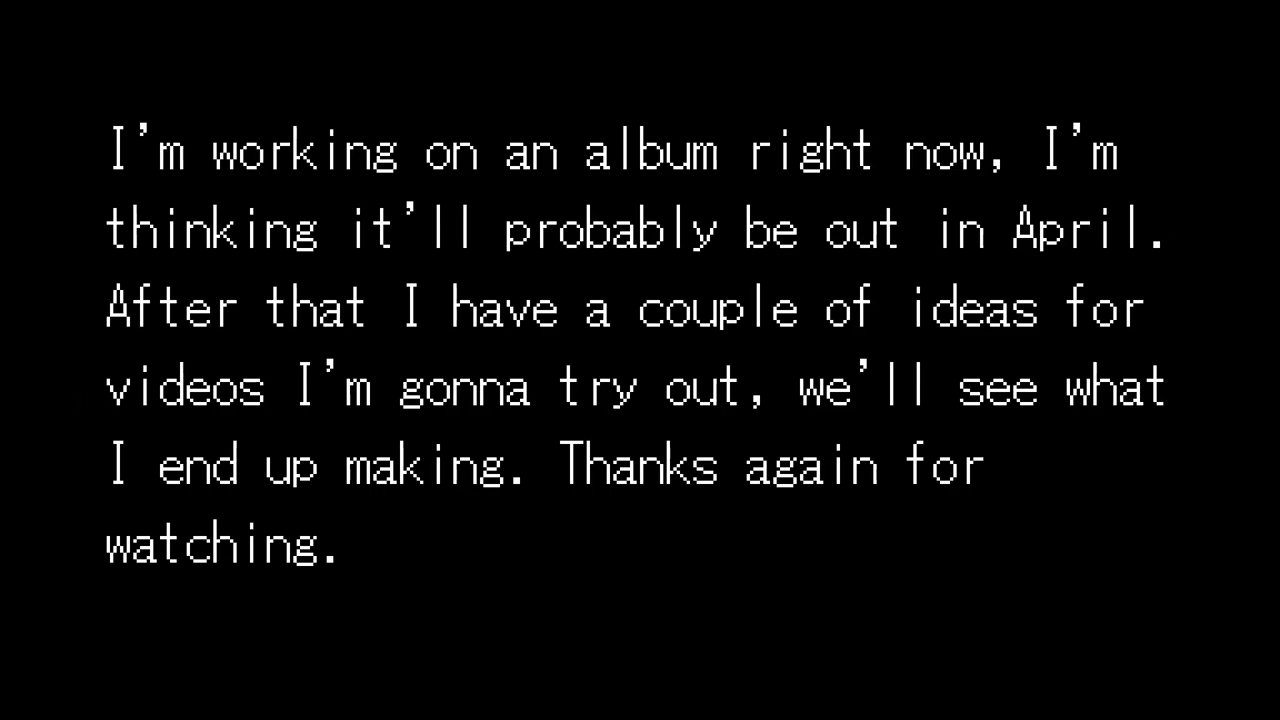 I'm working on an album right now, I'm
thinking it'll probably be out in April.
After that I have a couple of ideas for
videos I'm gonna try out, we'll see what
I end up making. Thanks again for
watching.